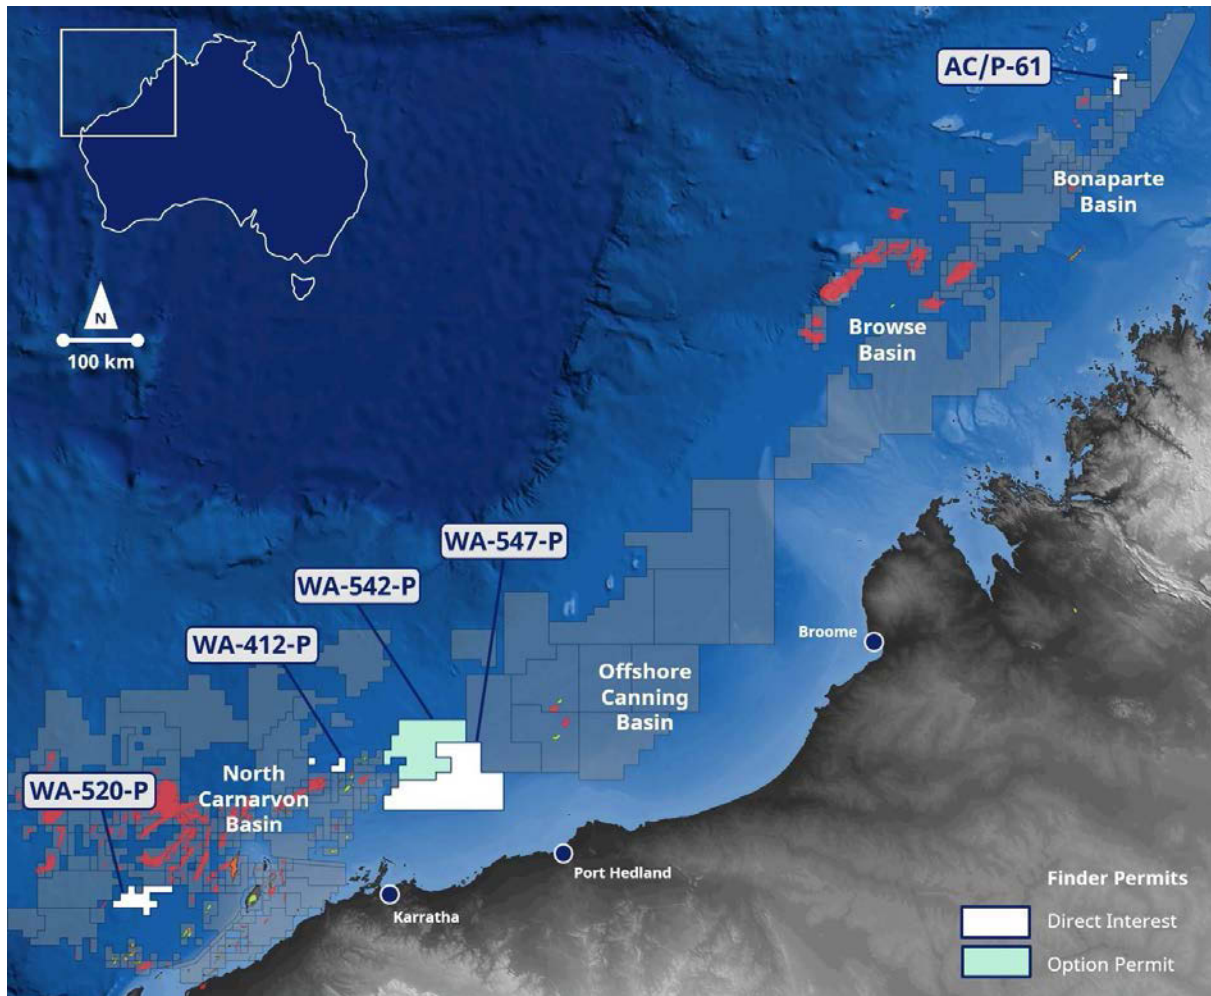 AC/P-61
Bonaparte
Basin
N
100 km
Browse
Basin
WA-547-P
WA-542-P
WA-412-P
Broome
Offshore
Canning
Basin
North
Carnarvon
Basin
WA-520-P
Port Hedland
Karratha
Finder Permits
Direct Interest
Option Permit